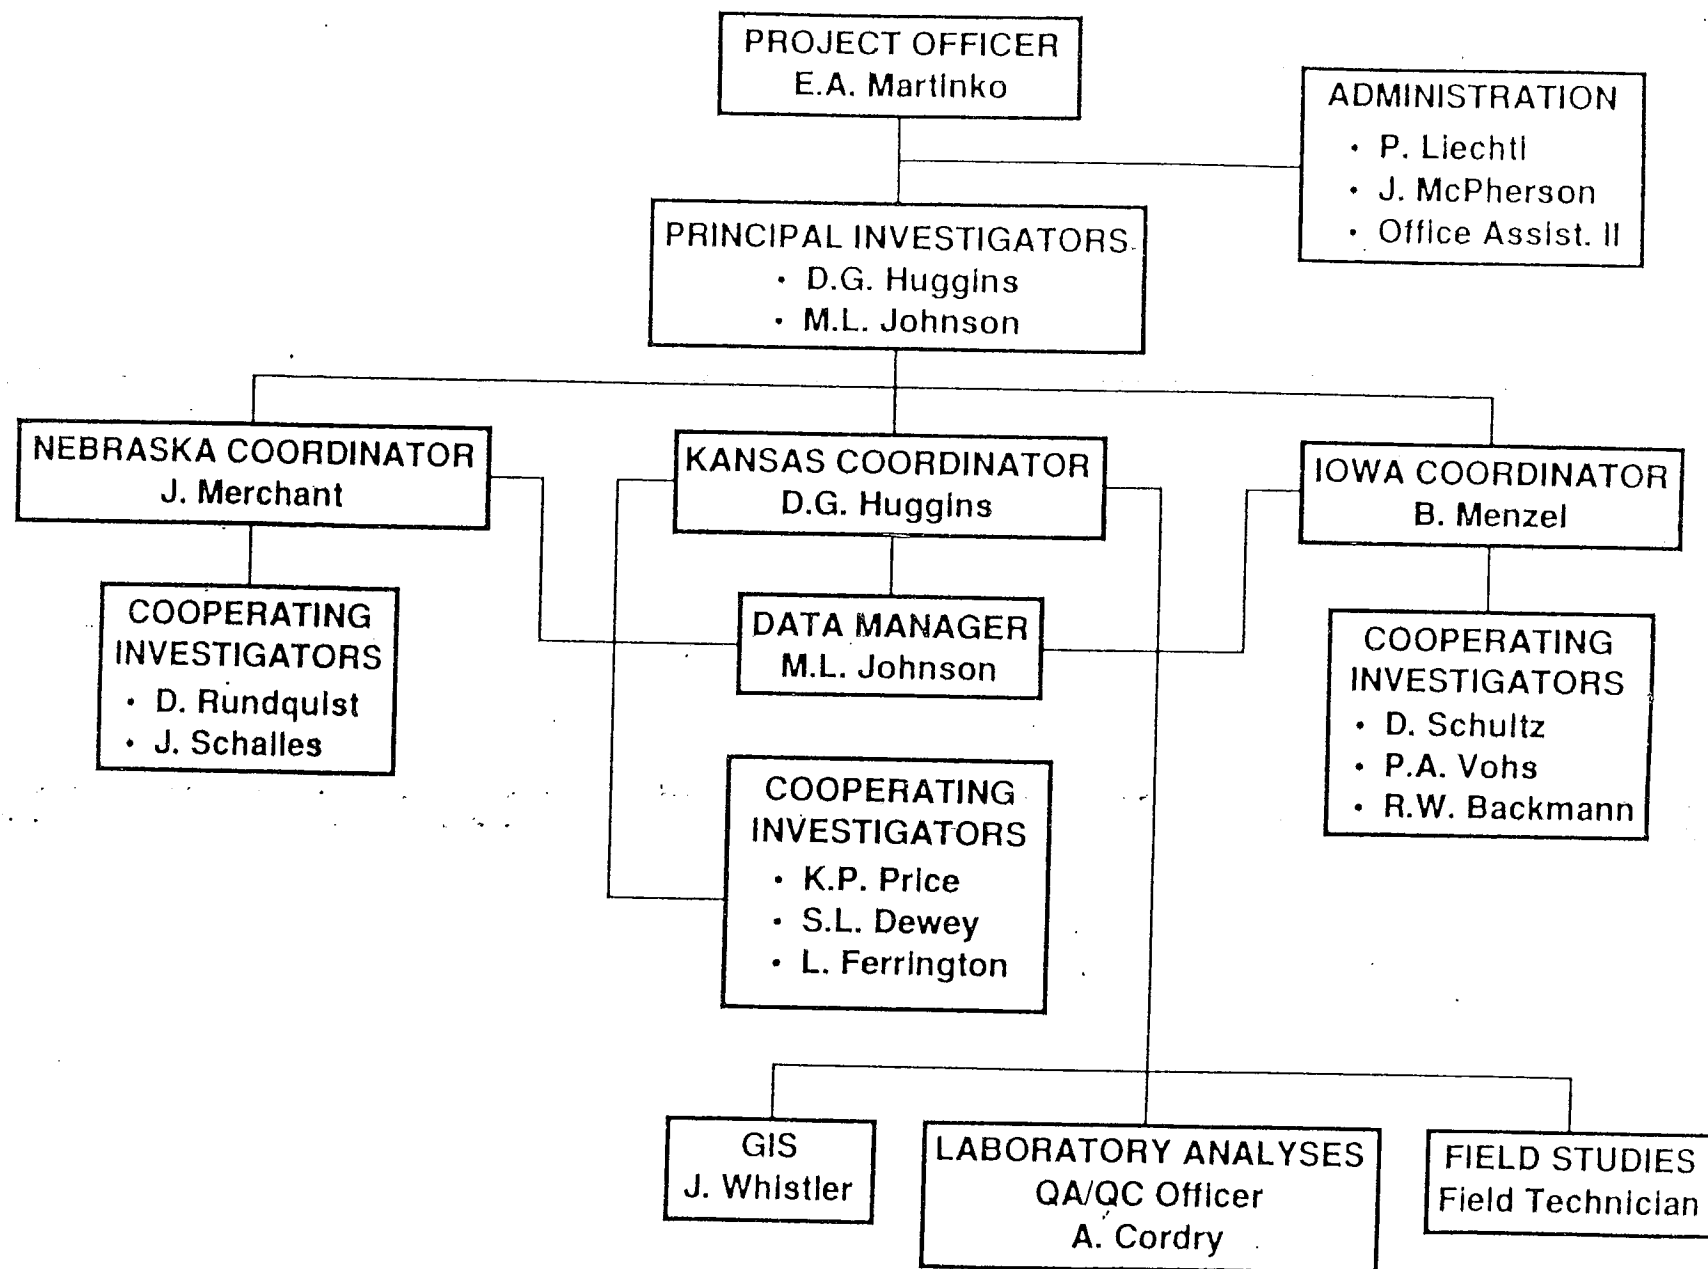 PROJECT OFFICER
E.A. Martinko
ADMINISTRATION
• P. Liechti
• J. McPherson
• Office Assist. II
PRINCIPAL INVESTIGATORS
• D.G. Huggins
• M.L. Johnson
NEBRASKA COORDINATOR
J. Merchant
KANSAS COORDINATOR
D.G. Huggins
IOWA COORDINATOR
B. Menzel
COOPERATING
INVESTIGATORS
• D. Rundquist
• J. Schalles
DATA MANAGER
M.L. Johnson
COOPERATING
INVESTIGATORS
• D. Schultz
• P.A. Vohs
• R.W. Backmann
COOPERATING
INVESTIGATORS
• K.P. Price
• S.L. Dewey
• L. Ferrington
GIS
J. Whistler
LABORATORY ANALYSES
QA/QC Officer
A. Cordry
FIELD STUDIES
Field Technician